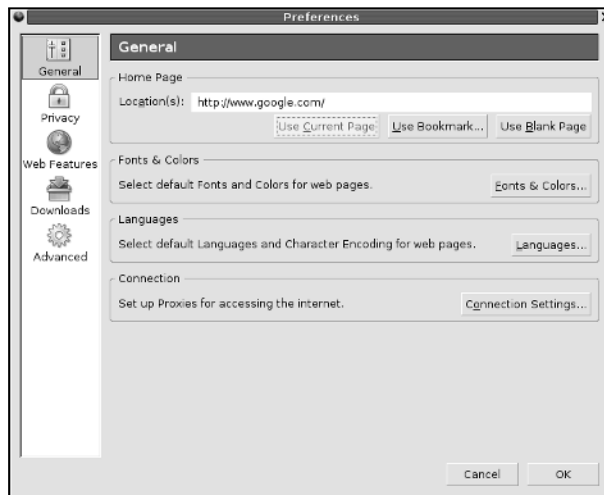 Preferences
General
Privacy
Web Features
Downloads
Advanced
General
Home Page
Location(s): http://www.google.com/
Use Current Page Use Bookmark... Use Blank Page
Fonts & Colors
Select default Fonts and Colors for web pages. Fonts & Colors...
Languages
Select default Languages and Character Encoding for web pages. Languages...
Connection
Set up Proxies for accessing the internet. Connection Settings...
Cancel OK